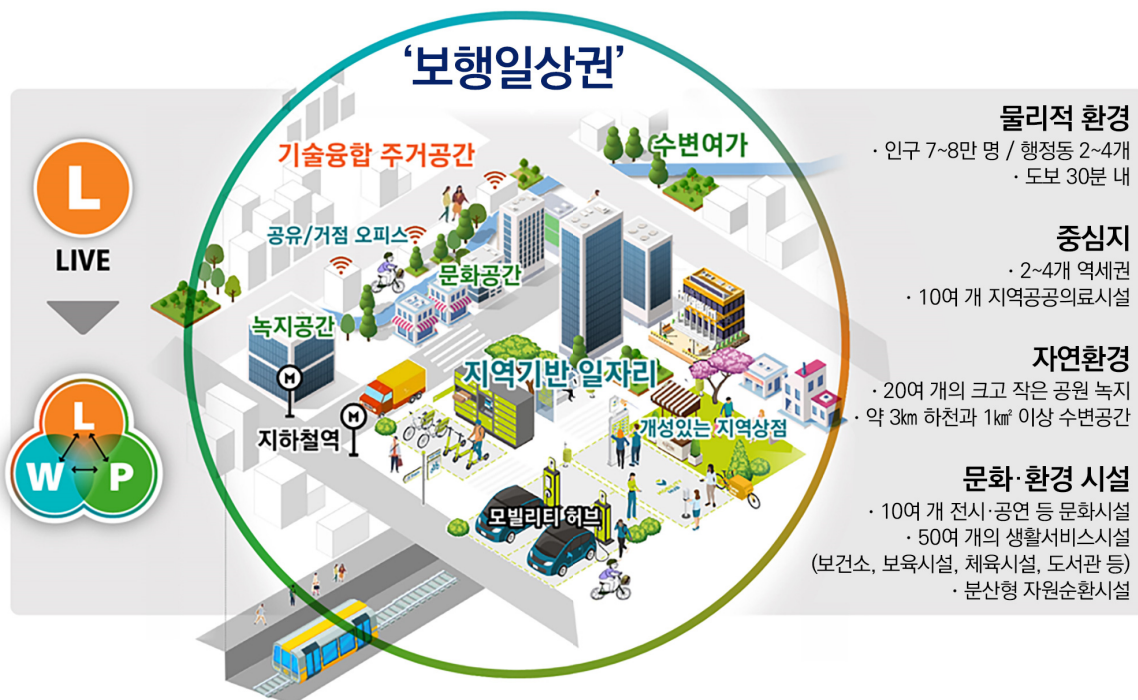 ‘보행일상권’
L
LIVE
L
W
P
기술융합 주거공간
수변여가
공유/거점 오피스
문화공간
녹지공간
M
M
지하철역
지역기반 일자리
개성있는 지역상점
모빌리티 허브
물리적 환경
· 인구 7~8만 명 / 행정동 2~4개
· 도보 30분 내
중심지
· 2~4개 역세권
· 10여 개 지역공공의료시설
자연환경
· 20여 개의 크고 작은 공원 녹지
· 약 3㎞ 하천과 1㎢ 이상 수변공간
문화·환경 시설
· 10여 개 전시·공연 등 문화시설
· 50여 개의 생활서비스시설
(보건소, 보육시설, 체육시설, 도서관 등)
· 분산형 자원순환시설